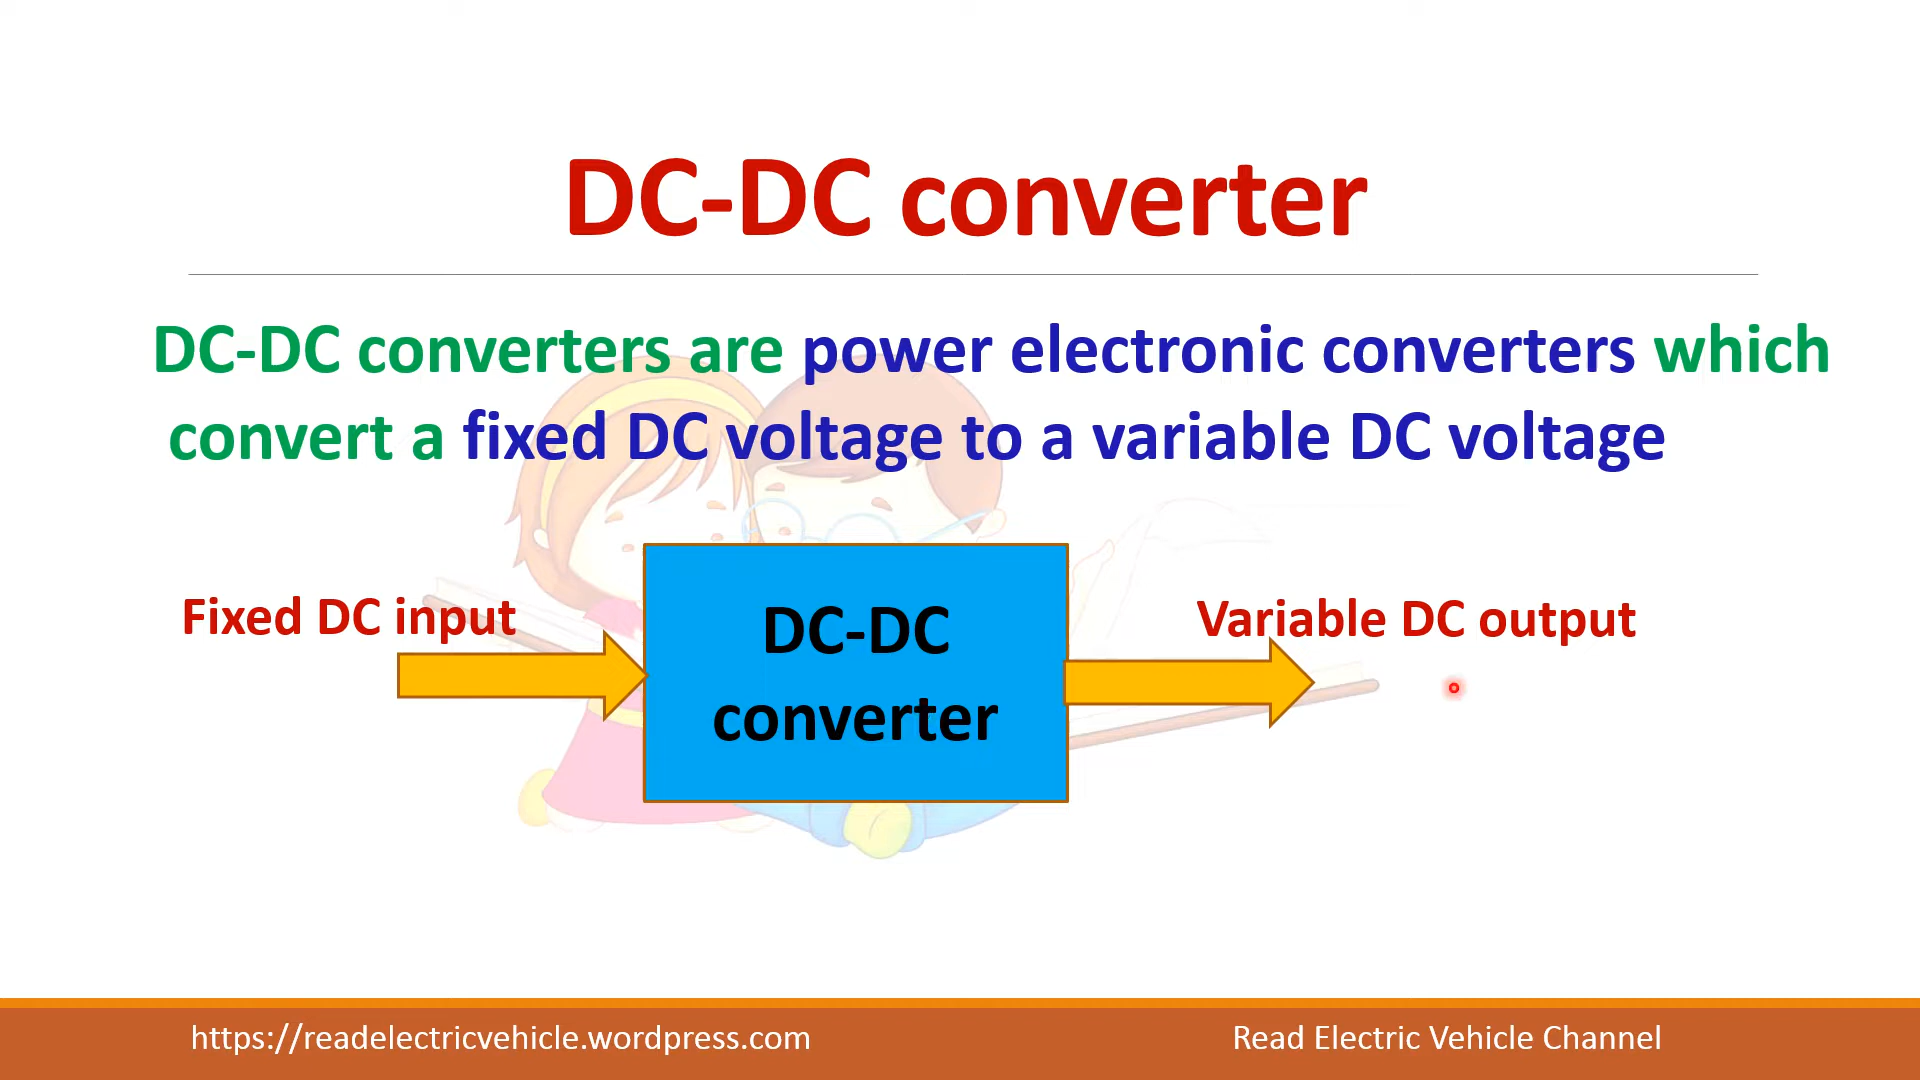 DC-DC converter
DC-DC converters are power electronic converters which
convert a fixed DC voltage to a variable DC voltage
Fixed DC input
DC-DC
converter
Variable DC output
https://readelectricvehicle.wordpress.com
Read Electric Vehicle Channel